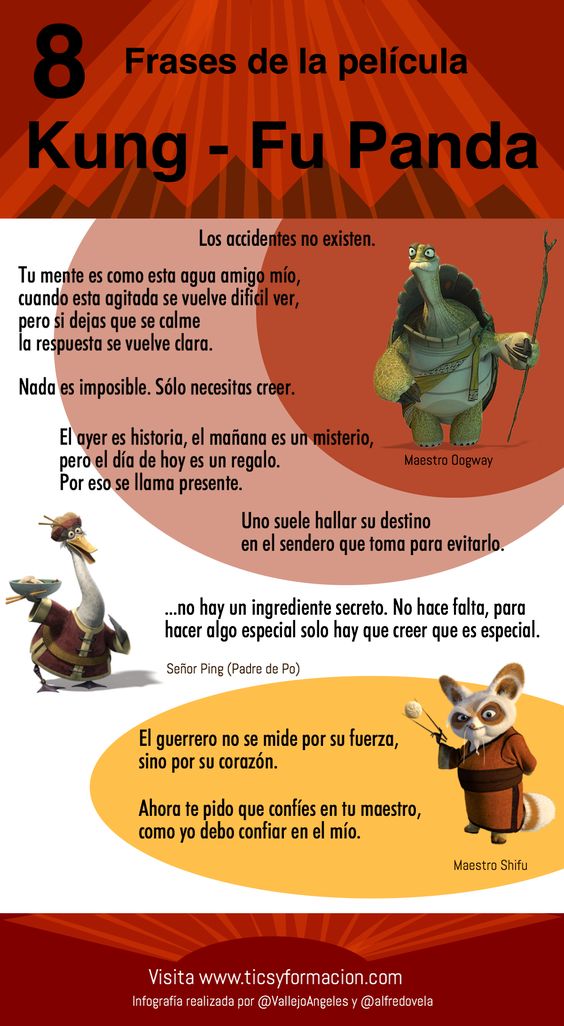 8 Frases de la película
Kung - Fu Panda
Los accidentes no existen.
Tu mente es como esta agua amigo mío,
cuando esta agitada se vuelve dificil ver,
pero si dejas que se calme
la respuesta se vuelve clara.
Nada es imposible. Sólo necesitas creer.
El ayer es historia, el mañana es un misterio,
pero el día de hoy es un regalo.
Por eso se llama presente.
Maestro Oogway
Uno suele hallar su destino
en el sendero que toma para evitarlo.
...no hay un ingrediente secreto. No hace falta, para
hacer algo especial solo hay que creer que es especial.
Señor Ping (Padre de Po)
El guerrero no se mide por su fuerza,
sino por su corazón.
Ahora te pido que confíes en tu maestro,
como yo debo confiar en el mío.
Maestro Shifu
Visita www.ticsyformacion.com
Infografía realizada por @VallejoAngeles y @alfredovela